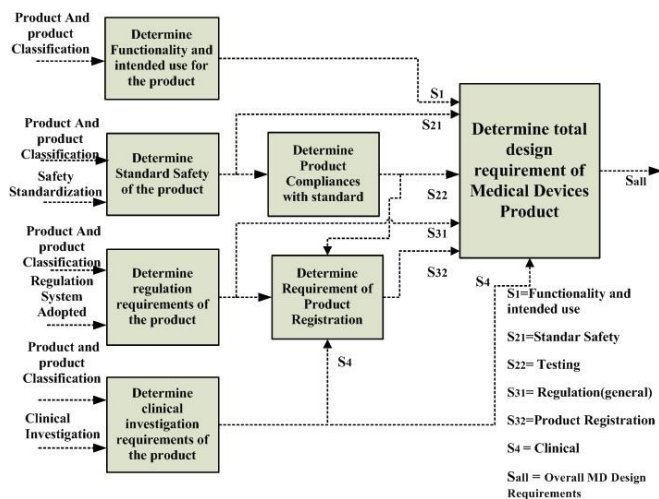 Product And
product
Classification
Determine
Functionality and
intended use for
the product
S1
Product And
product
Classification
Safety
Standardization
Determine
Standard Safety
of the product
S21
Determine
Product
Compliances
with standard
S22
Determine total
design
requirement of
Medical Devices
Product
Sall
Product And
product
Classification
Regulation
System
Adopted
Determine
regulation
requirements of
the product
S31
Determine
Requirement of
Product
Registration
S32
S4
Product and
product
Classification
Clinical
Investigation
Determine
clinical
investigation
requirements of
the product
S4
S1=Functionality and
intended use
S21=Standar Safety
S22= Testing
S31= Regulation(general)
S32=Product Registration
S4 = Clinical
Sall = Overall MD Design
Requirements